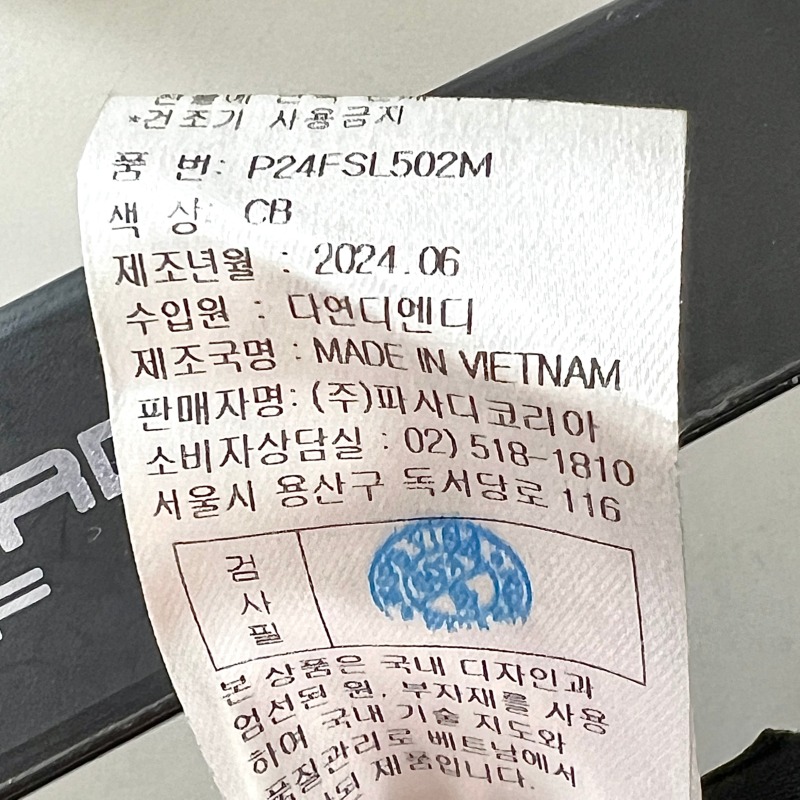 *건조기 사용금지
품 번: P24FSL502M
색 상: CB
제조년월 : 2024.06
수입원 : 다연디앤디
제조국명 : MADE IN VIETNAM
판매자명: (주)파사디코리아
소비자상담실 : 02) 518-1810
서울시 용산구 독서당로 116
검
사
필
본 상품은 국내 디자인과
엄선된 원, 부자재를 사용
하여 국내 기술 지도와
품질관리로 베트남에서
제품입니다.